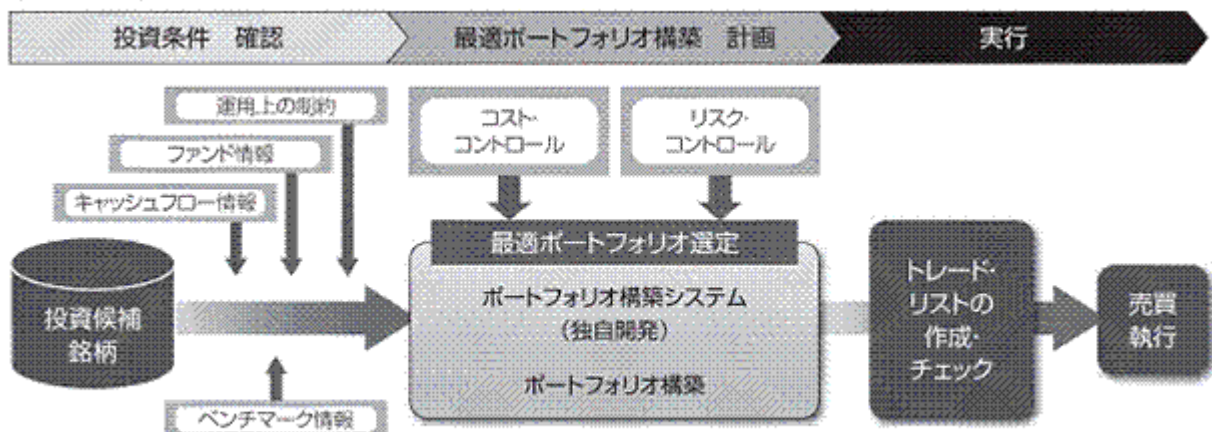 投資条件 確認
最適ポートフォリオ構築 計画
実行
運用上の制約
ファンド情報
キャッシュフロー情報
コスト・
コントロール
リスク・
コントロール
投資候補
銘柄
最適ポートフォリオ選定
ポートフォリオ構築システム
(独自開発)
ポートフォリオ構築
トレード・
リストの
作成・
チェック
売買
執行
ベンチマーク情報